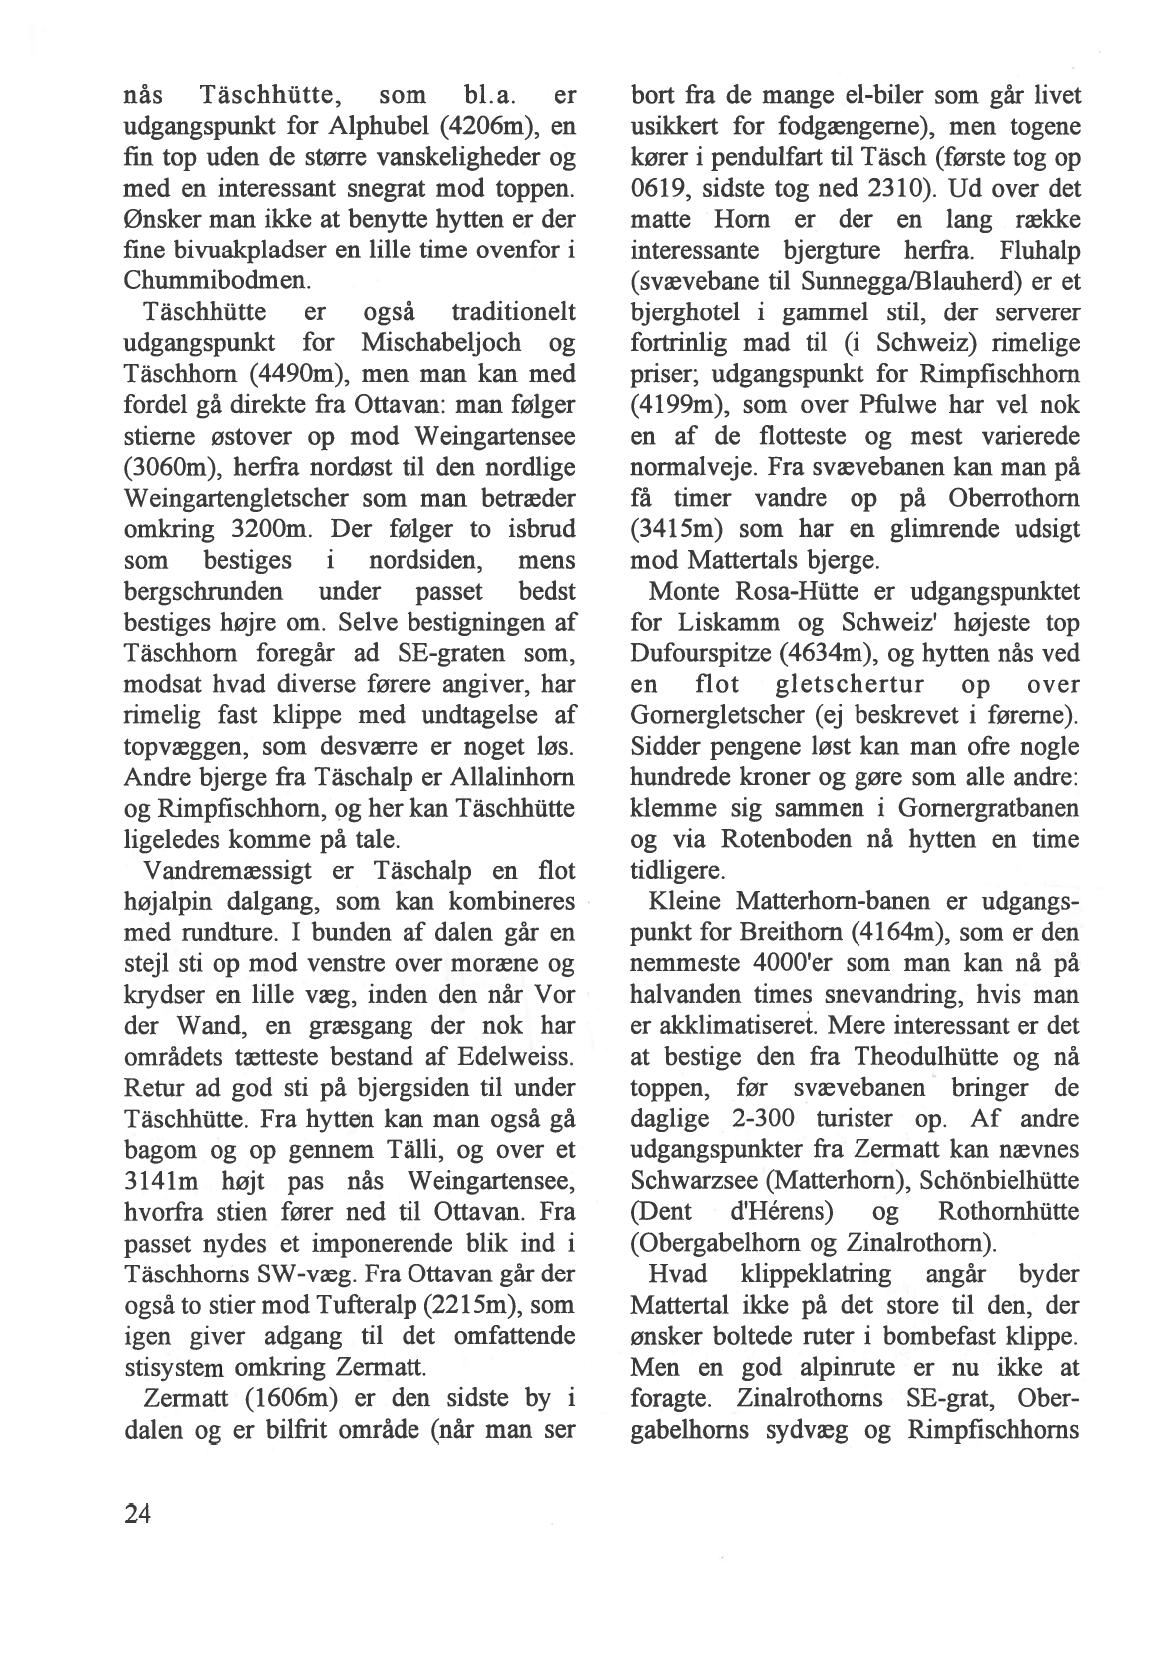 nås Täschhütte, som bl.a. er
udgangspunkt for Alphubel (4206m), en
fin top uden de større vanskeligheder og
med en interessant snegrat mod toppen.
Ønsker man ikke at benytte hytten er der
fine bivuakpladser en lille time ovenfor i
Chummibodmen.
Täschhütte er også traditionelt
udgangspunkt for Mischabeljoch og
Täschhorn (4490m), men man kan med
fordel gå direkte fra Ottavan: man følger
stierne østover op mod Weingartensee
(3060m), herfra nordøst til den nordlige
Weingartengletscher som man betræder
omkring 3200m. Der følger to isbrud
som bestiges i nordsiden, mens
bergschrunden under passet bedst
bestiges højre om. Selve bestigningen af
Täschhorn foregår ad SE-graten som,
modsat hvad diverse førere angiver, har
rimelig fast klippe med undtagelse af
topvæggen, som desværre er noget løs.
Andre bjerge fra Täschalp er Allalinhorn
og Rimpfischhorn, og her kan Täschhütte
ligeledes komme på tale.
Vandremæssigt er Täschalp en flot
højalpin dalgang, som kan kombineres
med rundture. I bunden af dalen går en
stejl sti op mod venstre over moræne og
krydser en lille væg, inden den når Vor
der Wand, en græsgang der nok har
områdets tætteste bestand af Edelweiss.
Retur ad god sti på bjergsiden til under
Täschhütte. Fra hytten kan man også gå
bagom og op gennem Tälli, og over et
3141m højt pas nås Weingartensee,
hvorfra stien fører ned til Ottavan. Fra
passet nydes et imponerende blik ind i
Täschhorns SW-væg. Fra Ottavan går der
også to stier mod Tufteralp (2215m), som
igen giver adgang til det omfattende
stisystem omkring Zermatt.
Zermatt (1606m) er den sidste by i
dalen og er bilfrit område (når man ser
bort fra de mange el-biler som går livet
usikkert for fodgængerne), men togene
kører i pendulfart til Täsch (første tog op
0619, sidste tog ned 2310). Ud over det
matte Horn er der en lang række
interessante bjergture herfra. Fluhalp
(svævebane til Sunnegga/Blauherd) er et
bjerghotel i gammel stil, der serverer
fortrinlig mad til (i Schweiz) rimelige
priser; udgangspunkt for Rimpfischhorn
(4199m), som over Pfulwe har vel nok
en af de flotteste og mest varierede
normalveje. Fra svævebanen kan man på
få timer vandre op på Oberrothorn
(3415m) som har en glimrende udsigt
mod Mattertals bjerge.
Monte Rosa-Hütte er udgangspunktet
for Liskamm og Schweiz' højeste top
Dufourspitze (4634m), og hytten nås ved
en flot gletschertur op over
Gornergletscher (ej beskrevet i førerne).
Sidder pengene løst kan man ofre nogle
hundrede kroner og gøre som alle andre:
klemme sig sammen i Gornergratbanen
og via Rotenboden nå hytten en time
tidligere.
Kleine Matterhorn-banen er udgangs-
punkt for Breithorn (4164m), som er den
nemmeste 4000'er som man kan nå på
halvanden times snevandring, hvis man
er akklimatiseret. Mere interessant er det
at bestige den fra Theodulhütte og nå
toppen, før svævebanen bringer de
daglige 2-300 turister op. Af andre
udgangspunkter fra Zermatt kan nævnes
Schwarzsee (Matterhorn), Schönbielhütte
(Dent d'Hérens) og Rothornhütte
(Obergabelhorn og Zinalrothorn).
Hvad klippeklatring angår byder
Mattertal ikke på det store til den, der
ønsker boltede ruter i bombefast klippe.
Men en god alpinrute er nu ikke at
foragte. Zinalrothorns SE-grat, Ober-
gabelhorns sydvæg og Rimpfischhorns
24